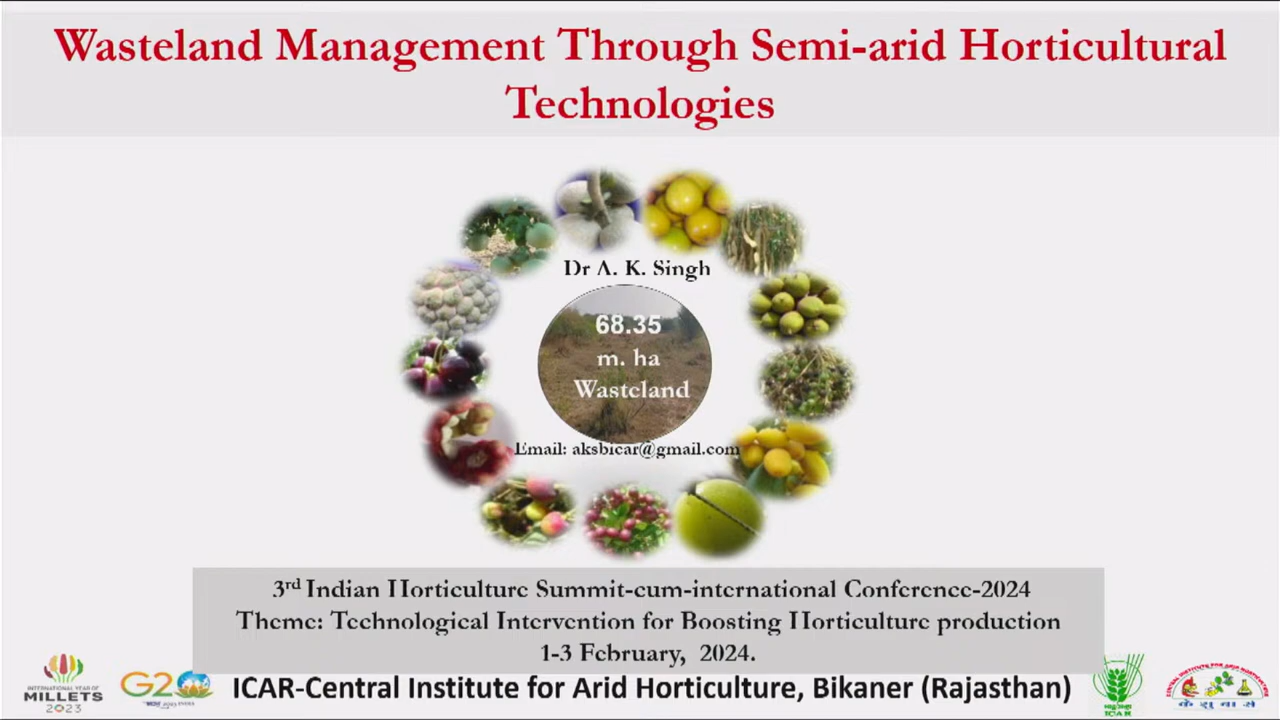 Wasteland Management Through Semi-arid Horticultural
Technologies
Dr A. K. Singh
68.35
m. ha
Wasteland
Email: aksbicar@gmail.com
3rd Indian Horticulture Summit-cum-international Conference-2024
Theme: Technological Intervention for Boosting Horticulture production
1-3 February, 2024.
INTERNATIONAL YEAR OF
MILLETS
2023
G20
ICAR-Central Institute for Arid Horticulture, Bikaner (Rajasthan)
ICAR